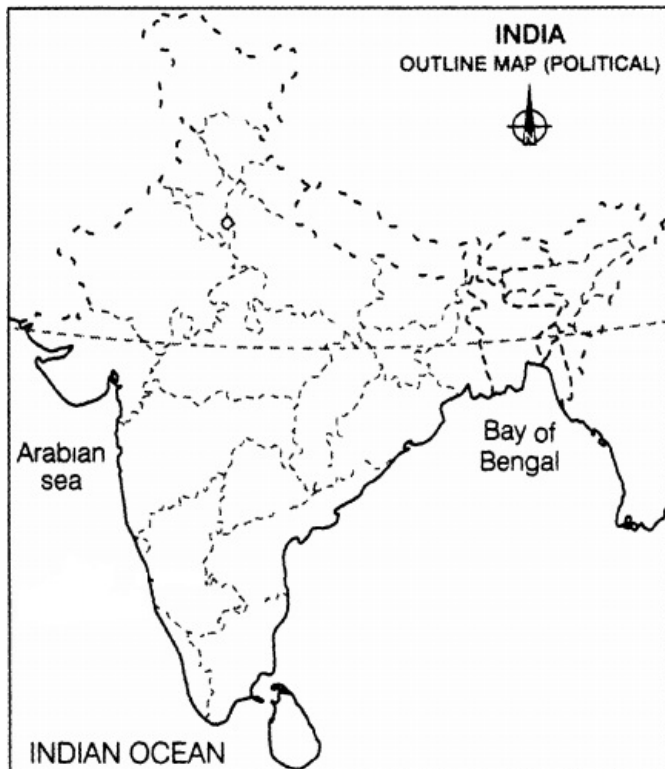 INDIA
OUTLINE MAP (POLITICAL)
N
Arabian
sea
Bay of
Bengal
INDIAN OCEAN